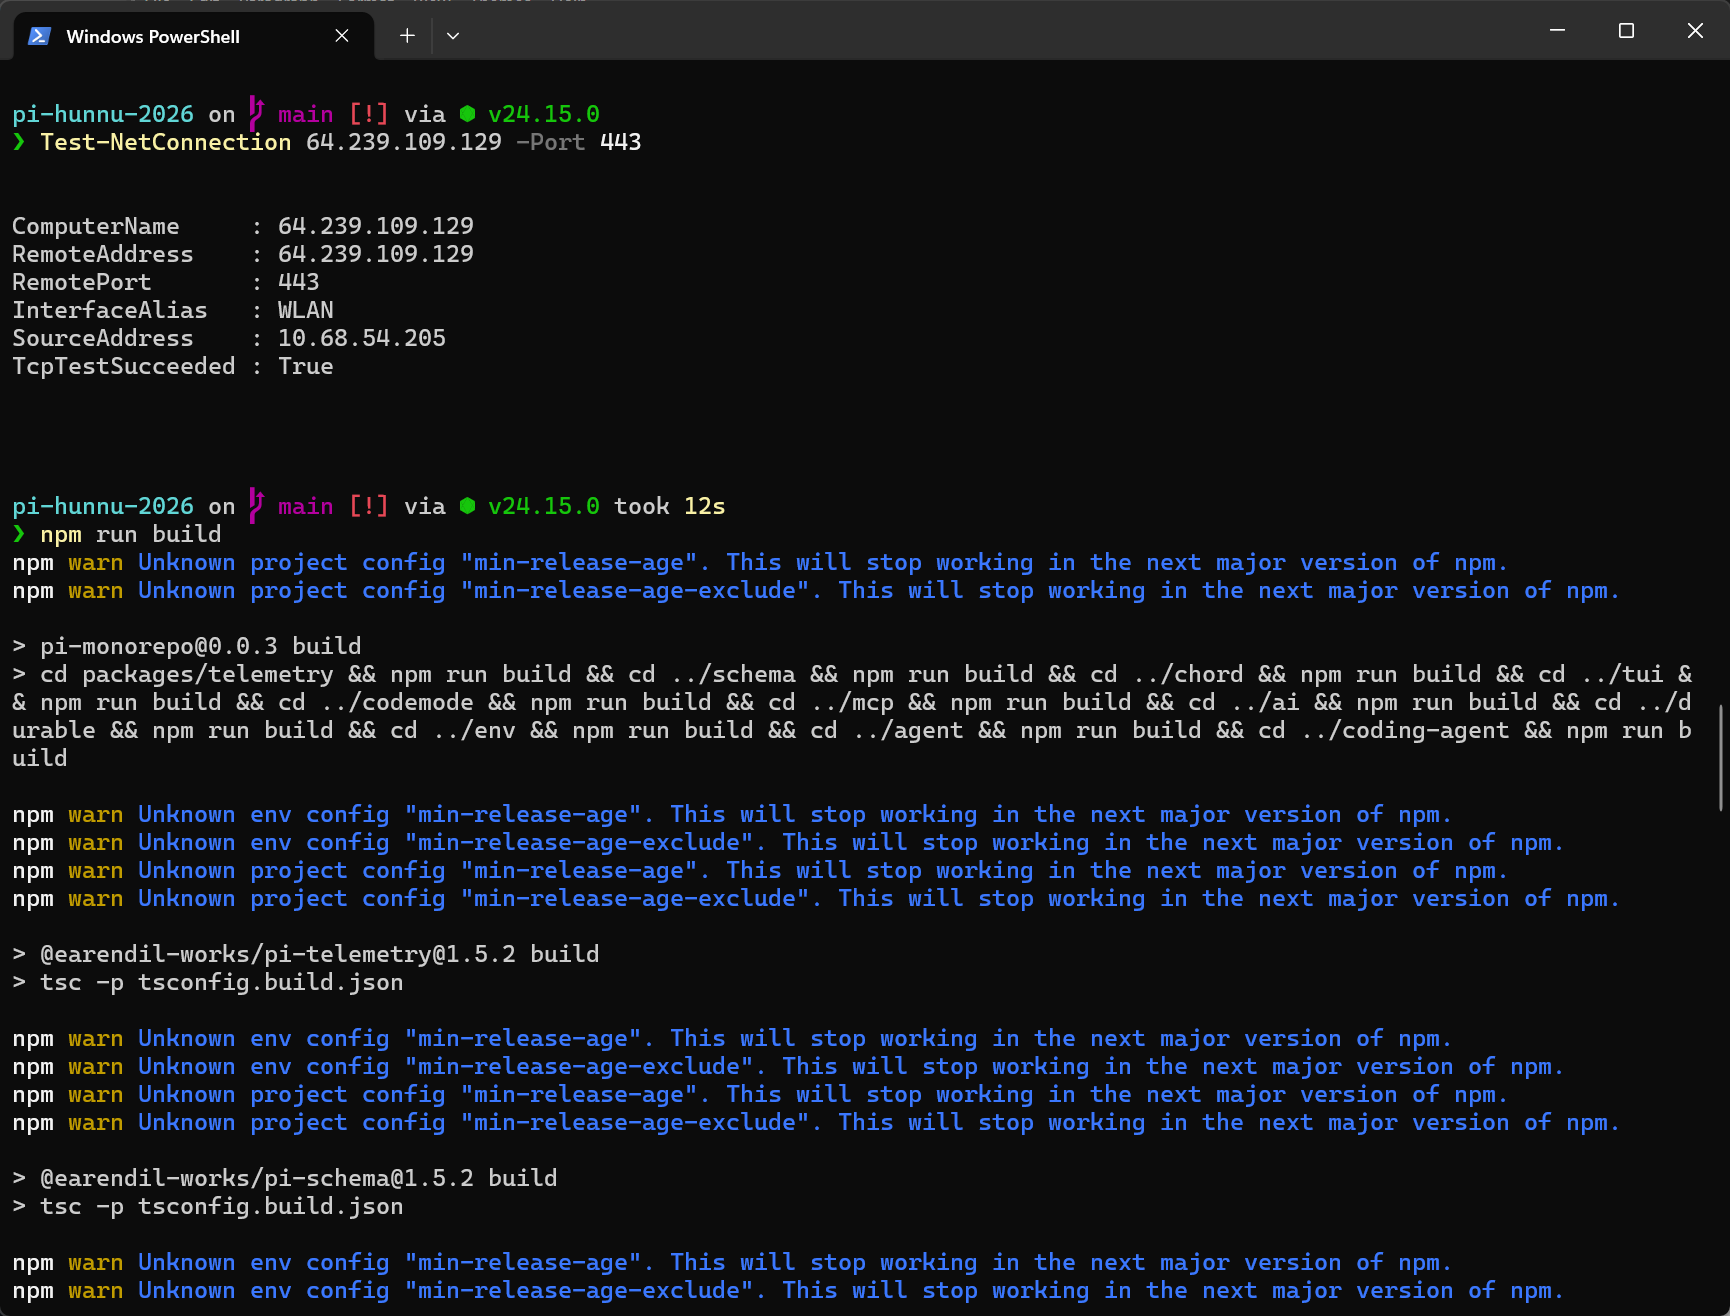 Windows PowerShell
pi-hunnu-2026 on main [!] via v24.15.0
❯ Test-NetConnection 64.239.109.129 -Port 443
ComputerName     : 64.239.109.129
RemoteAddress    : 64.239.109.129
RemotePort       : 443
InterfaceAlias   : WLAN
SourceAddress    : 10.68.54.205
TcpTestSucceeded : True
pi-hunnu-2026 on main [!] via v24.15.0 took 12s
❯ npm run build
npm warn Unknown project config "min-release-age". This will stop working in the next major version of npm.
npm warn Unknown project config "min-release-age-exclude". This will stop working in the next major version of npm.
> pi-monorepo@0.0.3 build
> cd packages/telemetry && npm run build && cd ../schema && npm run build && cd ../chord && npm run build && cd ../tui &
& npm run build && cd ../codemode && npm run build && cd ../mcp && npm run build && cd ../ai && npm run build && cd ../d
urable && npm run build && cd ../env && npm run build && cd ../agent && npm run build && cd ../coding-agent && npm run b
uild
npm warn Unknown env config "min-release-age". This will stop working in the next major version of npm.
npm warn Unknown env config "min-release-age-exclude". This will stop working in the next major version of npm.
npm warn Unknown project config "min-release-age". This will stop working in the next major version of npm.
npm warn Unknown project config "min-release-age-exclude". This will stop working in the next major version of npm.
> @earendil-works/pi-telemetry@1.5.2 build
> tsc -p tsconfig.build.json
npm warn Unknown env config "min-release-age". This will stop working in the next major version of npm.
npm warn Unknown env config "min-release-age-exclude". This will stop working in the next major version of npm.
npm warn Unknown project config "min-release-age". This will stop working in the next major version of npm.
npm warn Unknown project config "min-release-age-exclude". This will stop working in the next major version of npm.
> @earendil-works/pi-schema@1.5.2 build
> tsc -p tsconfig.build.json
npm warn Unknown env config "min-release-age". This will stop working in the next major version of npm.
npm warn Unknown env config "min-release-age-exclude". This will stop working in the next major version of npm.